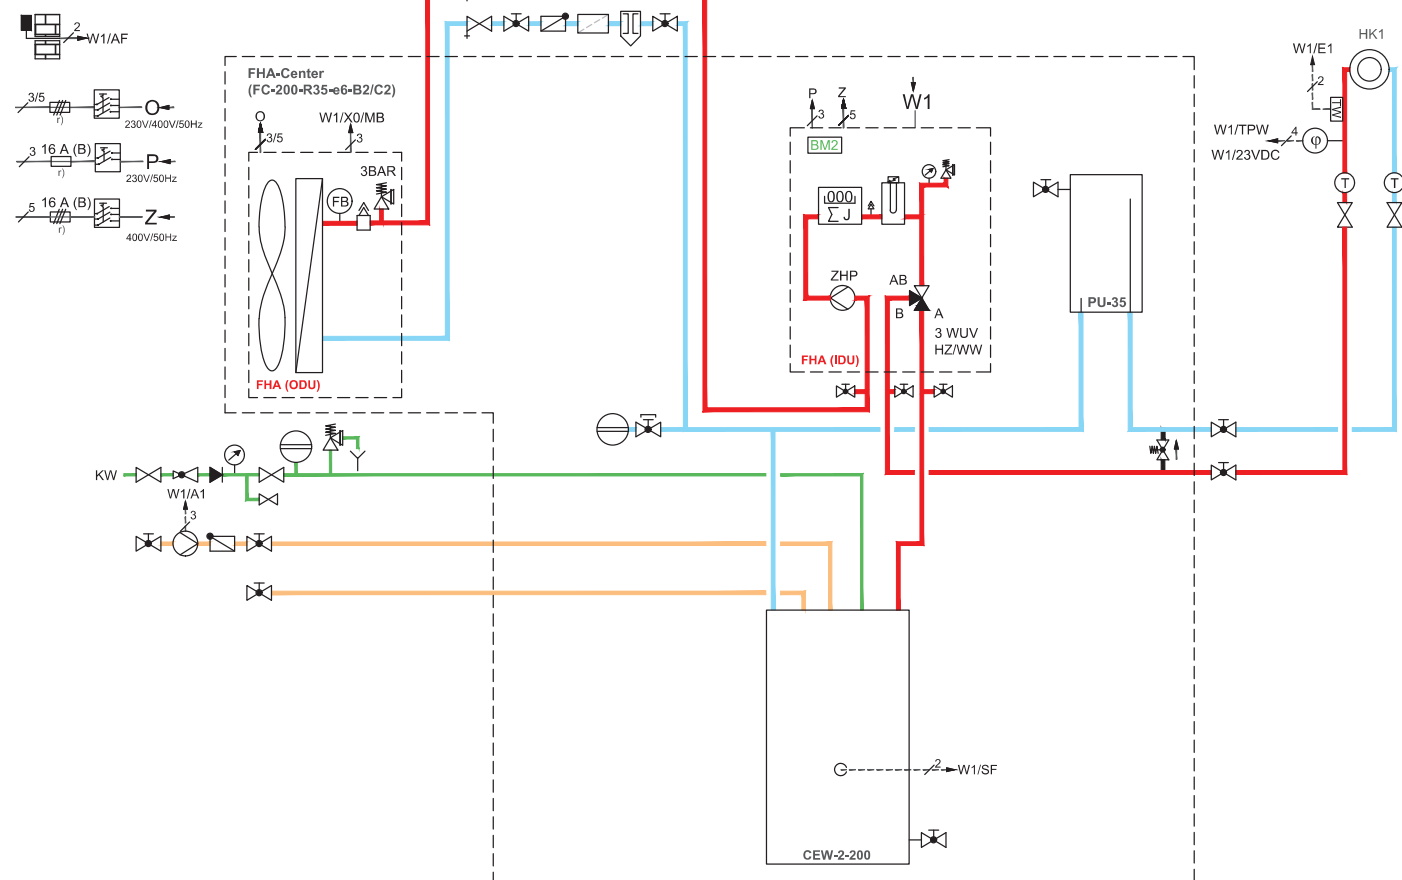 2
W1/AF
3/5
r)
O
230V/400V/50Hz
3
16 A (B)
r)
P
230V/50Hz
5
16 A (B)
r)
Z
400V/50Hz
FHA-Center
(FC-200-R35-e6-B2/C2)
O
3/5
W1/X0/MB
3
3BAR
FB
FHA (ODU)
P
3
Z
5
W1
BM2
000
Σ J
ZHP
AB
B
A
3 WUV
HZ/WW
FHA (IDU)
PU-35
HK1
W1/E1
2
TW
W1/TPW
4
φ
W1/23VDC
T
T
KW
W1/A1
3
2
W1/SF
CEW-2-200